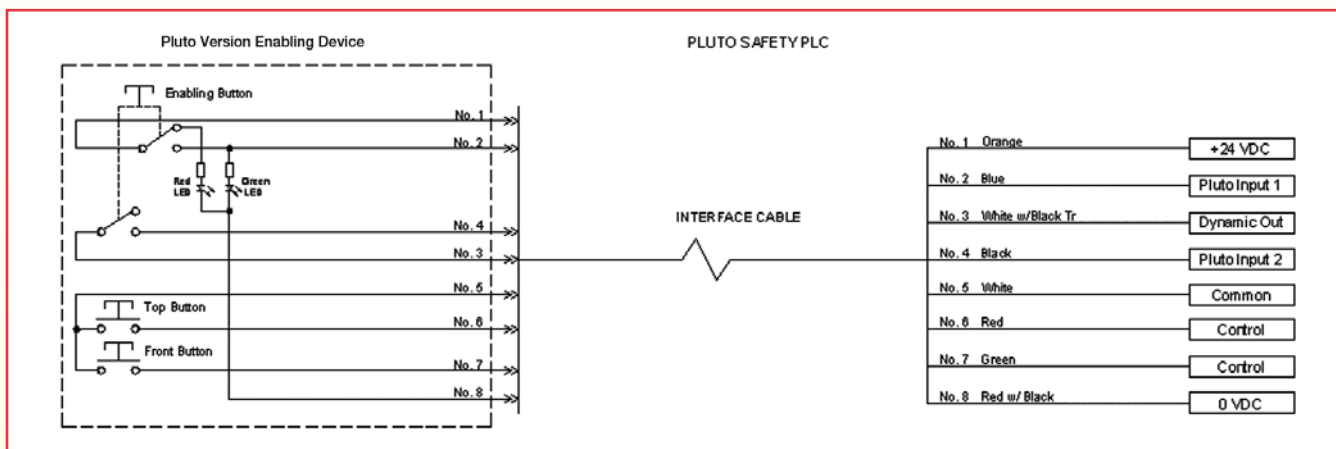 Pluto Version Enabling Device
PLUTO SAFETY PLC
Enabling Button
No. 1
No. 2
Red LED
Green LED
No. 4
No. 3
No. 5
Top Button
No. 6
Front Button
No. 7
No. 8
INTERFACE CABLE
No. 1 Orange +24 VDC
No. 2 Blue Pluto Input 1
No. 3 White w/Black Tr Dynamic Out
No. 4 Black Pluto Input 2
No. 5 White Common
No. 6 Red Control
No. 7 Green Control
No. 8 Red w/ Black 0 VDC